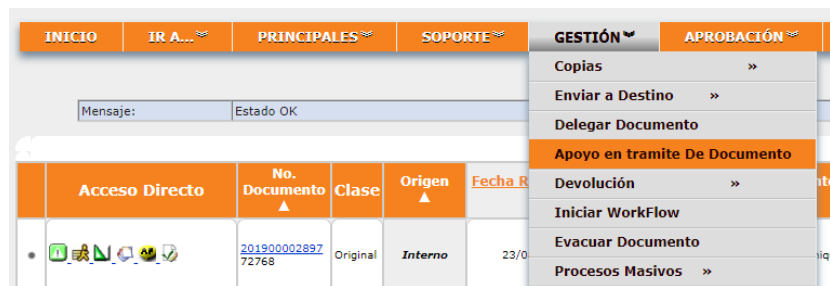 INICIO IR A... PRINCIPALES SOPORTE GESTIÓN APROBACIÓN
Copias »
Mensaje: Estado OK
Enviar a Destino »
Delegar Documento
Apoyo en tramite De Documento
Acceso Directo No. Documento Clase Origen Fecha R
Devolución »
Iniciar WorkFlow
201900002897
72768 Original Interno 23/0
Evacuar Documento
Procesos Masivos »